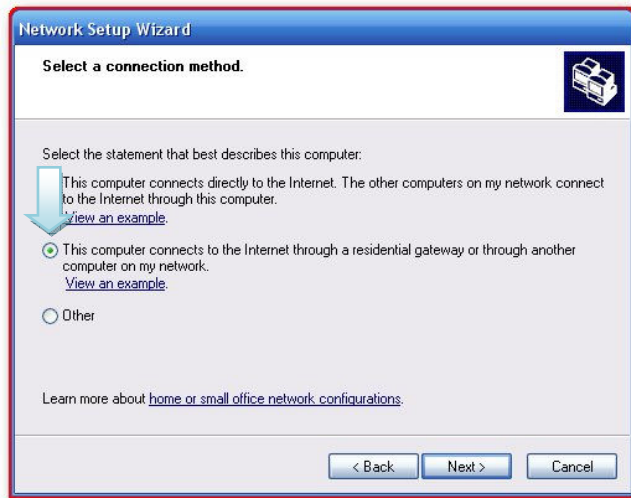 Network Setup Wizard
Select a connection method.
Select the statement that best describes this computer:
This computer connects directly to the Internet. The other computers on my network connect
to the Internet through this computer.
View an example.
This computer connects to the Internet through a residential gateway or through another
computer on my network.
View an example.
Other
Learn more about home or small office network configurations.
< Back Next > Cancel